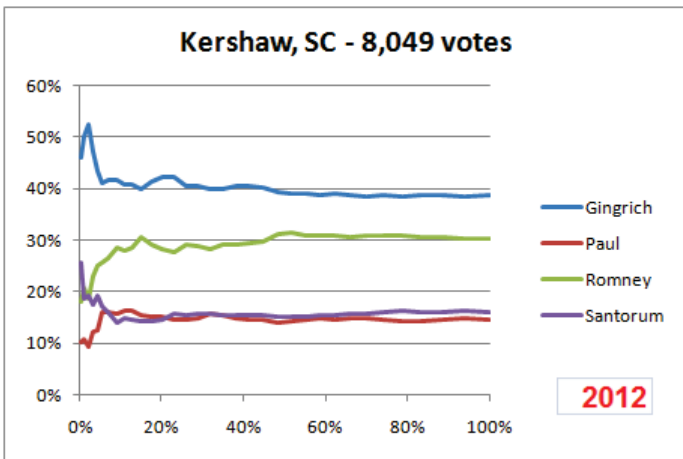 Kershaw, SC - 8,049 votes
60%
50%
40%
30%
20%
10%
0%
0% 20% 40% 60% 80% 100%
Gingrich
Paul
Romney
Santorum
2012